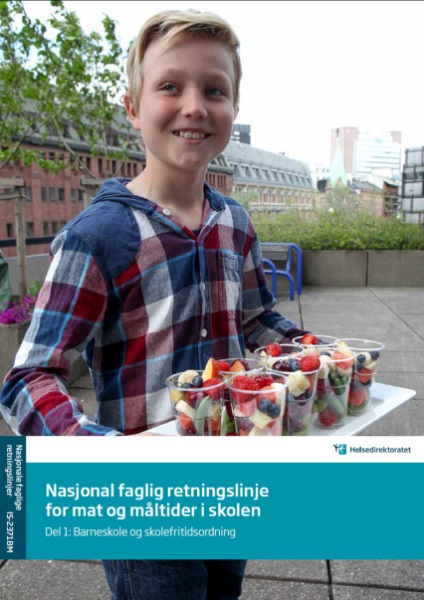 Helsedirektoratet
Nasjonale faglige
retningslinjer
IS-2371BM
Nasjonal faglig retningslinje
for mat og måltider i skolen
Del 1: Barneskole og skolefritidsordning